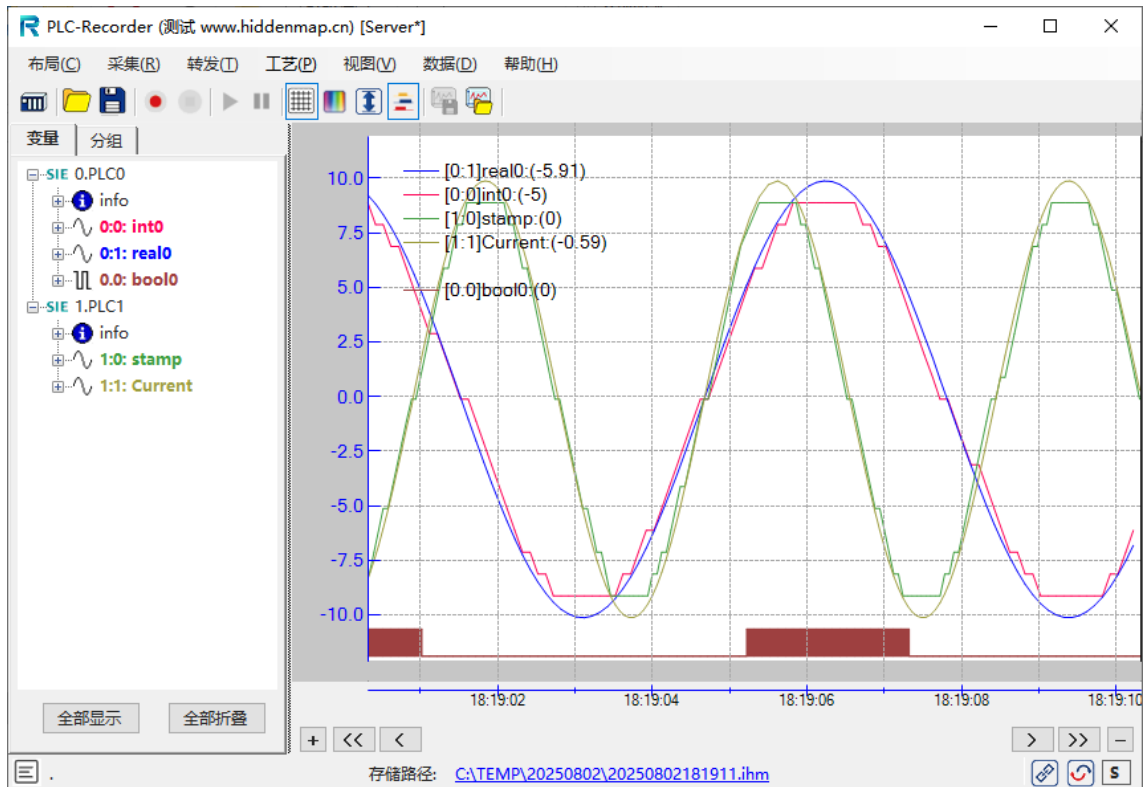 PLC-Recorder (测试 www.hiddenmap.cn) [Server*]
布局(C) 采集(R) 转发(T) 工艺(P) 视图(V) 数据(D) 帮助(H)
变量 分组
SIE 0.PLC0
info
0:0: int0
0:1: real0
0.0: bool0
SIE 1.PLC1
info
1:0: stamp
1:1: Current
全部显示 全部折叠
10.0
7.5
5.0
2.5
0.0
-2.5
-5.0
-7.5
-10.0
[0:1]real0:(-5.91)
[0:0]int0:(-5)
[1:0]stamp:(0)
[1:1]Current:(-0.59)
[0.0]bool0:(0)
18:19:02 18:19:04 18:19:06 18:19:08 18:19:10
+ << < > >> −
. 存储路径: C:\TEMP\20250802\20250802181911.ihm S